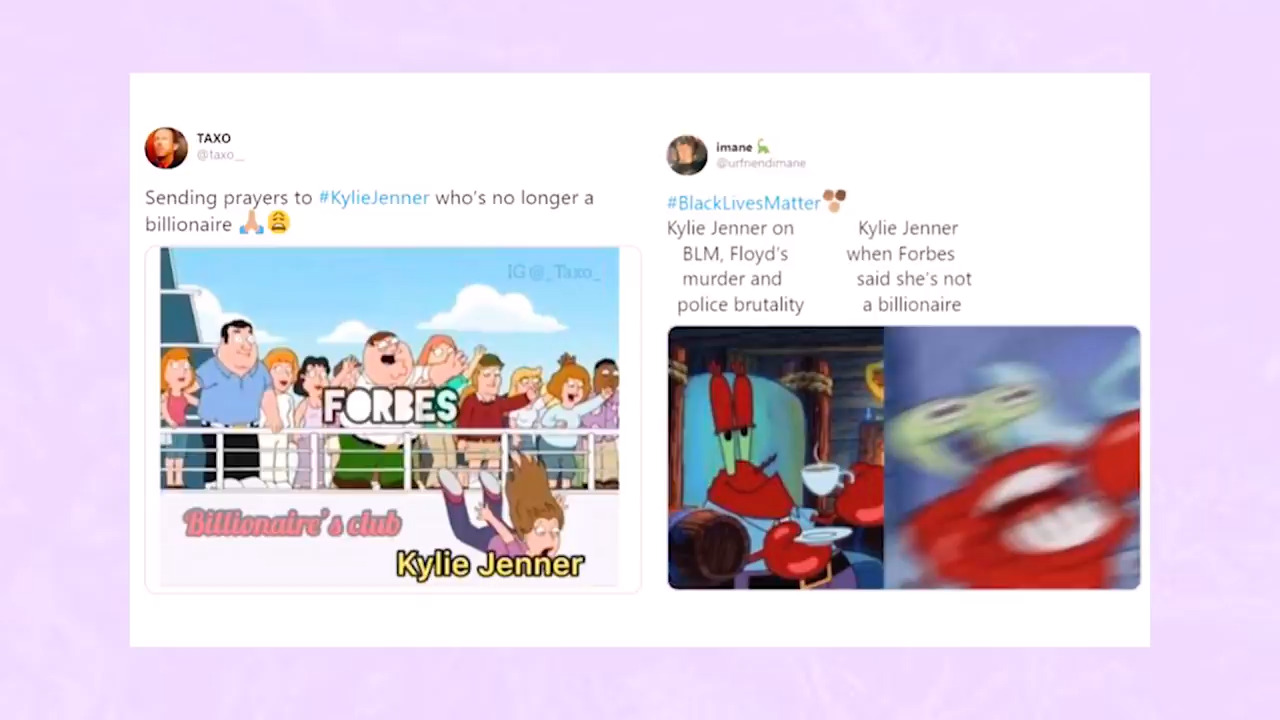 TAXO
@taxo__
Sending prayers to #KylieJenner who's no longer a
billionaire 🙏🏼😩
IG@_Taxo_
FORBES
Billionaire's club
Kylie Jenner
imane 🦕
@urfriendimane
#BlackLivesMatter
Kylie Jenner on
BLM, Floyd's
murder and
police brutality
Kylie Jenner
when Forbes
said she's not
a billionaire